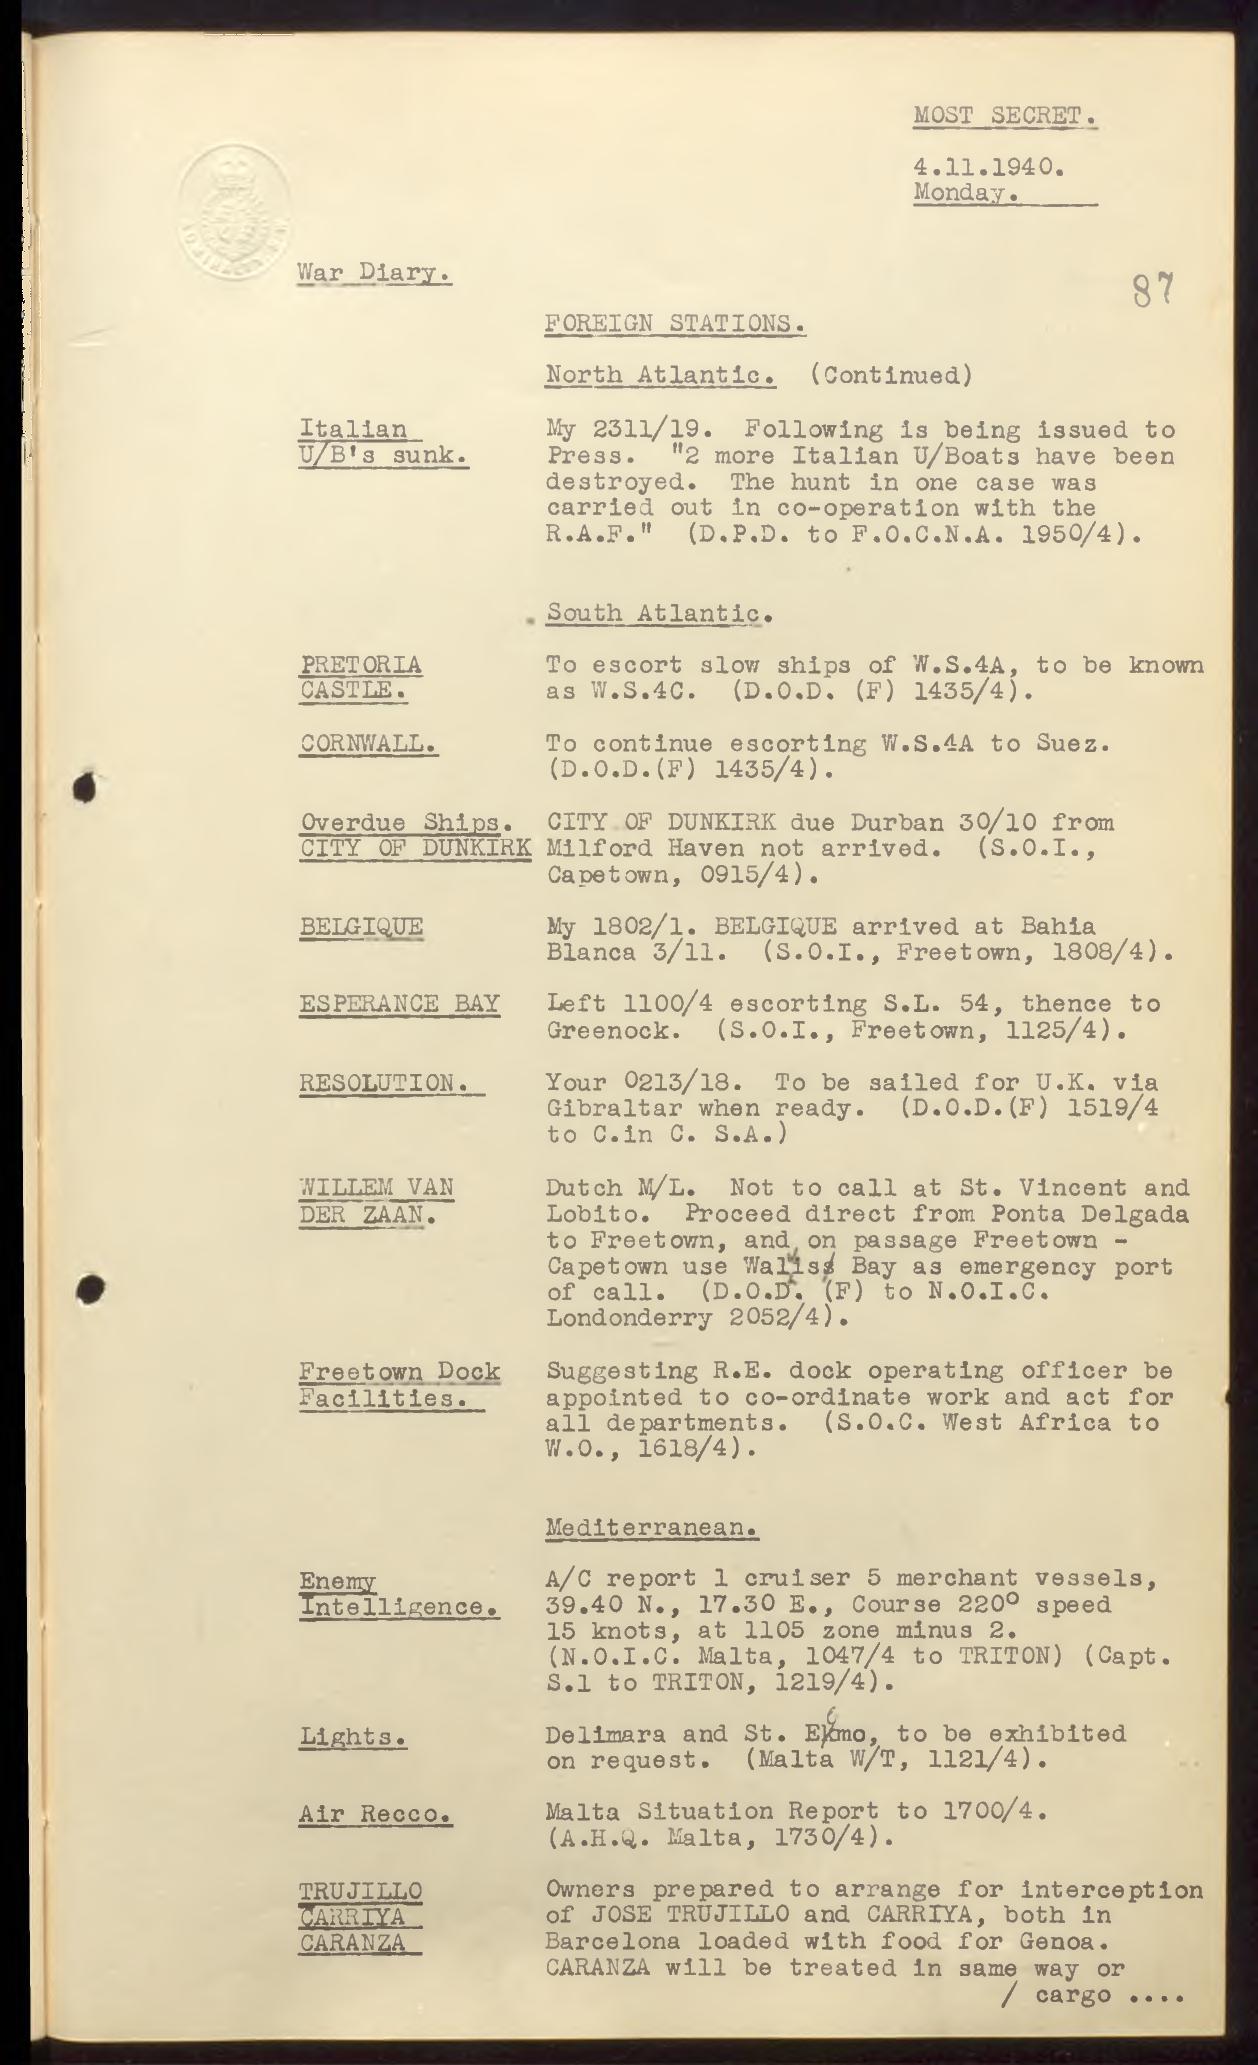 MOST SECRET.
4.11.1940.
Monday.
War Diary.
87
FOREIGN STATIONS.
North Atlantic. (Continued)
Italian
U/B's sunk.
My 2311/19. Following is being issued to
Press. "2 more Italian U/Boats have been
destroyed. The hunt in one case was
carried out in co-operation with the
R.A.F." (D.P.D. to F.O.C.N.A. 1950/4).
South Atlantic.
PRETORIA
CASTLE.
To escort slow ships of W.S.4A, to be known
as W.S.4C. (D.O.D. (F) 1435/4).
CORNWALL.
To continue escorting W.S.4A to Suez.
(D.O.D.(F) 1435/4).
Overdue Ships.
CITY OF DUNKIRK
CITY OF DUNKIRK due Durban 30/10 from
Milford Haven not arrived. (S.O.I.,
Capetown, 0915/4).
BELGIQUE
My 1802/1. BELGIQUE arrived at Bahia
Blanca 3/11. (S.O.I., Freetown, 1808/4).
ESPERANCE BAY
Left 1100/4 escorting S.L. 54, thence to
Greenock. (S.O.I., Freetown, 1125/4).
RESOLUTION.
Your 0213/18. To be sailed for U.K. via
Gibraltar when ready. (D.O.D.(F) 1519/4
to C.in C. S.A.)
WILLEM VAN
DER ZAAN.
Dutch M/L. Not to call at St. Vincent and
Lobito. Proceed direct from Ponta Delgada
to Freetown, and on passage Freetown -
Capetown use Bay as emergency port
of call. (D.O.D. (F) to N.O.I.C.
Londonderry 2052/4).
Freetown Dock
Facilities.
Suggesting R.E. dock operating officer be
appointed to co-ordinate work and act for
all departments. (S.O.C. West Africa to
W.O., 1618/4).
Mediterranean.
Enemy
Intelligence.
A/C report 1 cruiser 5 merchant vessels,
39.40 N., 17.30 E., Course 220° speed
15 knots, at 1105 zone minus 2.
(N.O.I.C. Malta, 1047/4 to TRITON) (Capt.
S.1 to TRITON, 1219/4).
Lights.
Delimara and St. Elmo, to be exhibited
on request. (Malta W/T, 1121/4).
Air Recco.
Malta Situation Report to 1700/4.
(A.H.Q. Malta, 1730/4).
TRUJILLO
CARRIYA
CARANZA
Owners prepared to arrange for interception
of JOSE TRUJILLO and CARRIYA, both in
Barcelona loaded with food for Genoa.
CARANZA will be treated in same way or
/ cargo ....